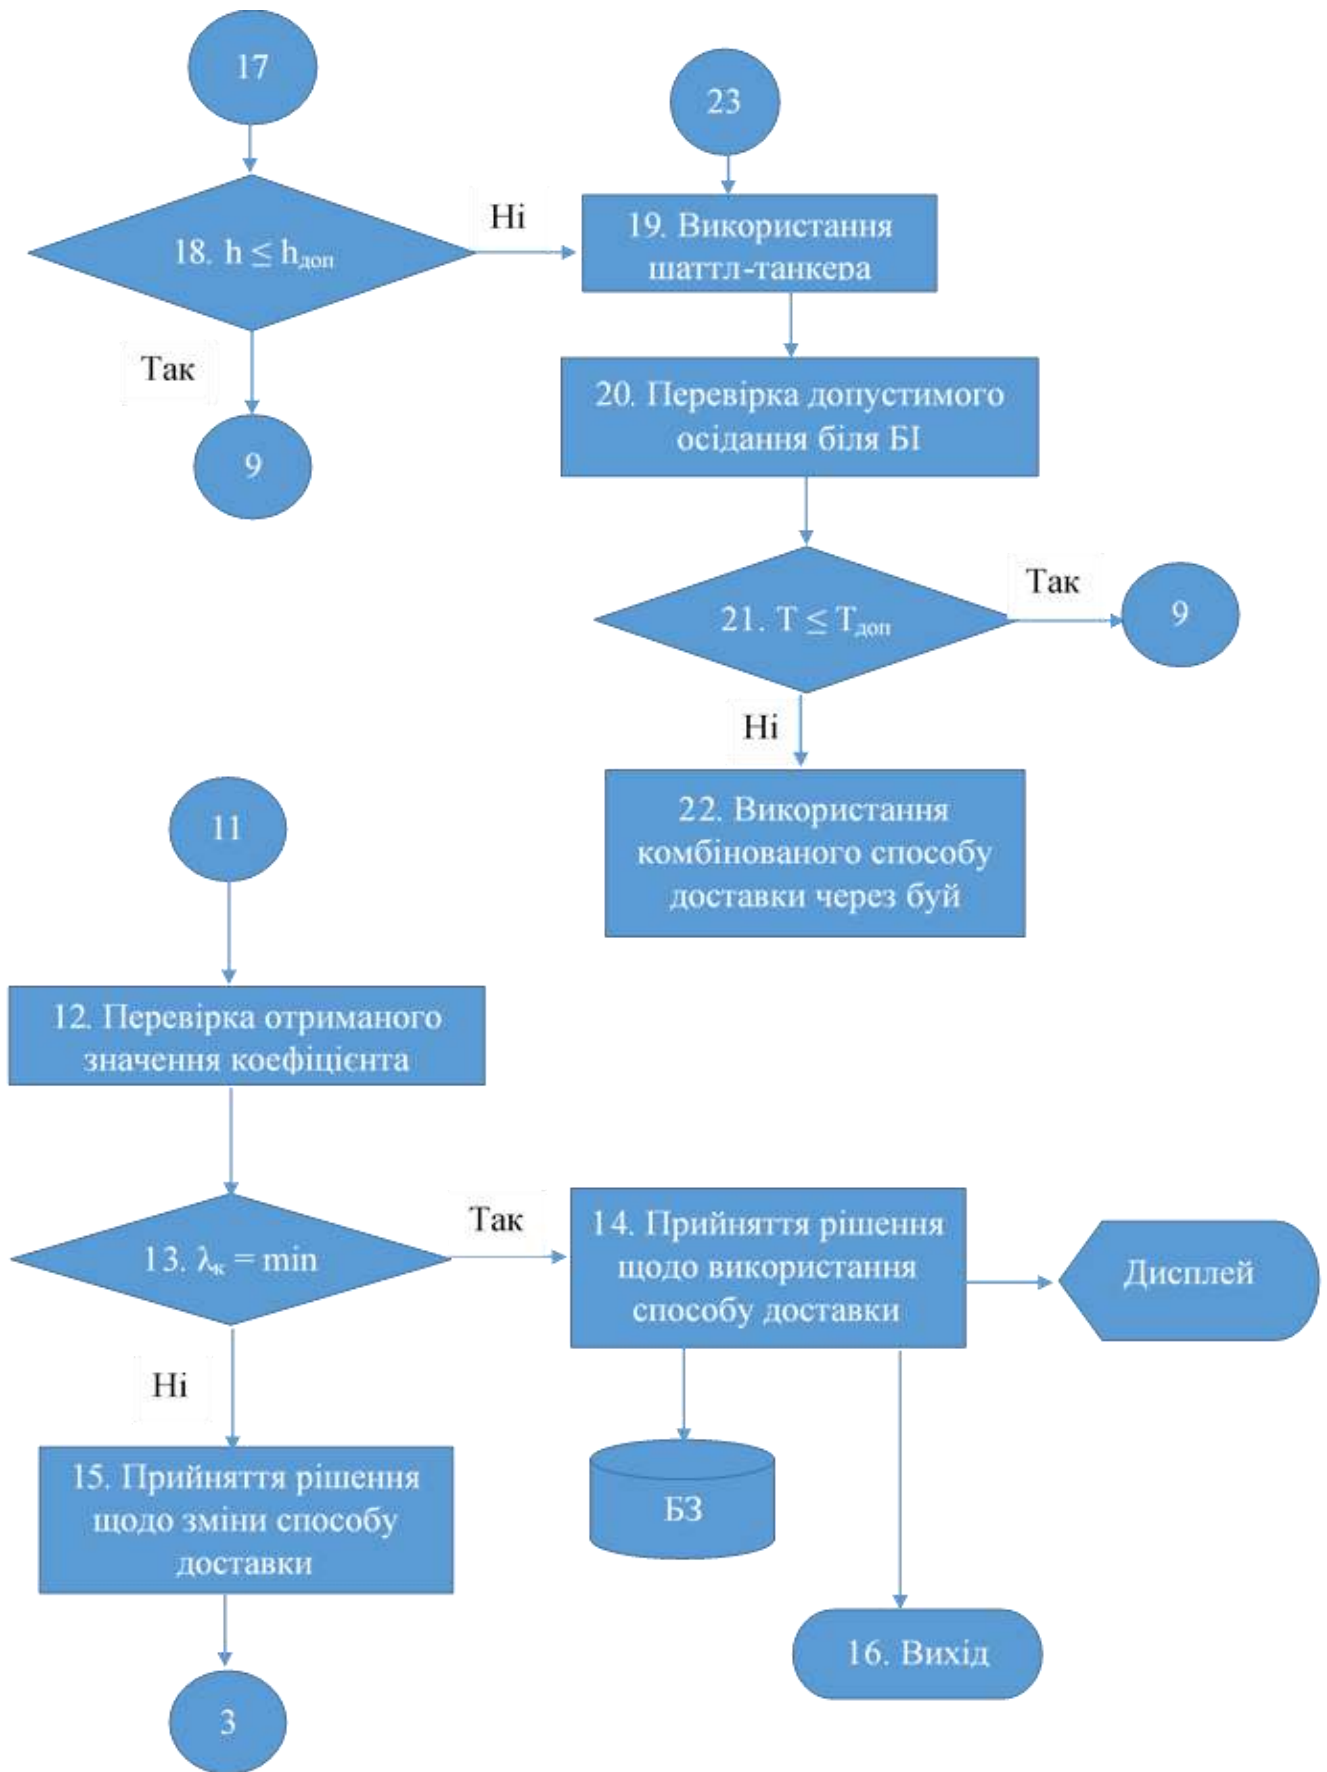 17
23
18. h ≤ hдоп
Ні
19. Використання
шаттл-танкера
Так
9
20. Перевірка допустимого
осідання біля БІ
21. T ≤ Tдоп
Так
9
Ні
22. Використання
комбінованого способу
доставки через буй
11
12. Перевірка отриманого
значення коефіцієнта
13. λк = min
Так
14. Прийняття рішення
щодо використання
способу доставки
Дисплей
Ні
15. Прийняття рішення
щодо зміни способу
доставки
БЗ
16. Вихід
3